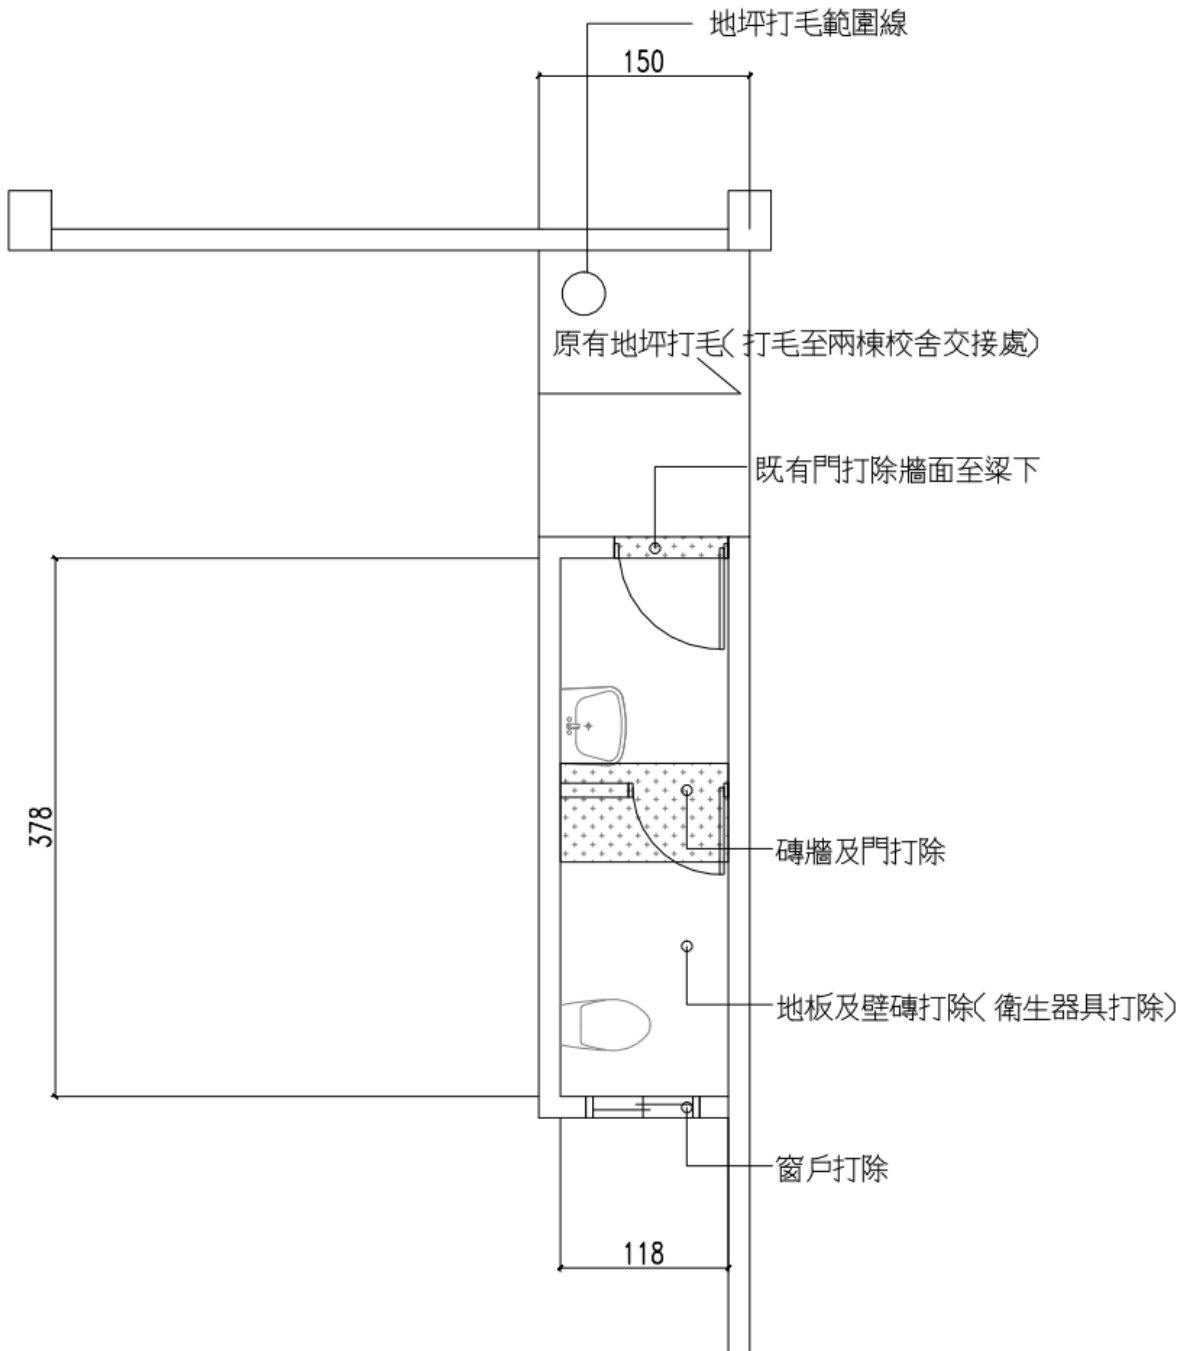 地坪打毛範圍線
150
原有地坪打毛(打毛至兩棟校舍交接處)
既有門打除牆面至梁下
378
磚牆及門打除
地板及壁磚打除(衛生器具打除)
窗戶打除
118